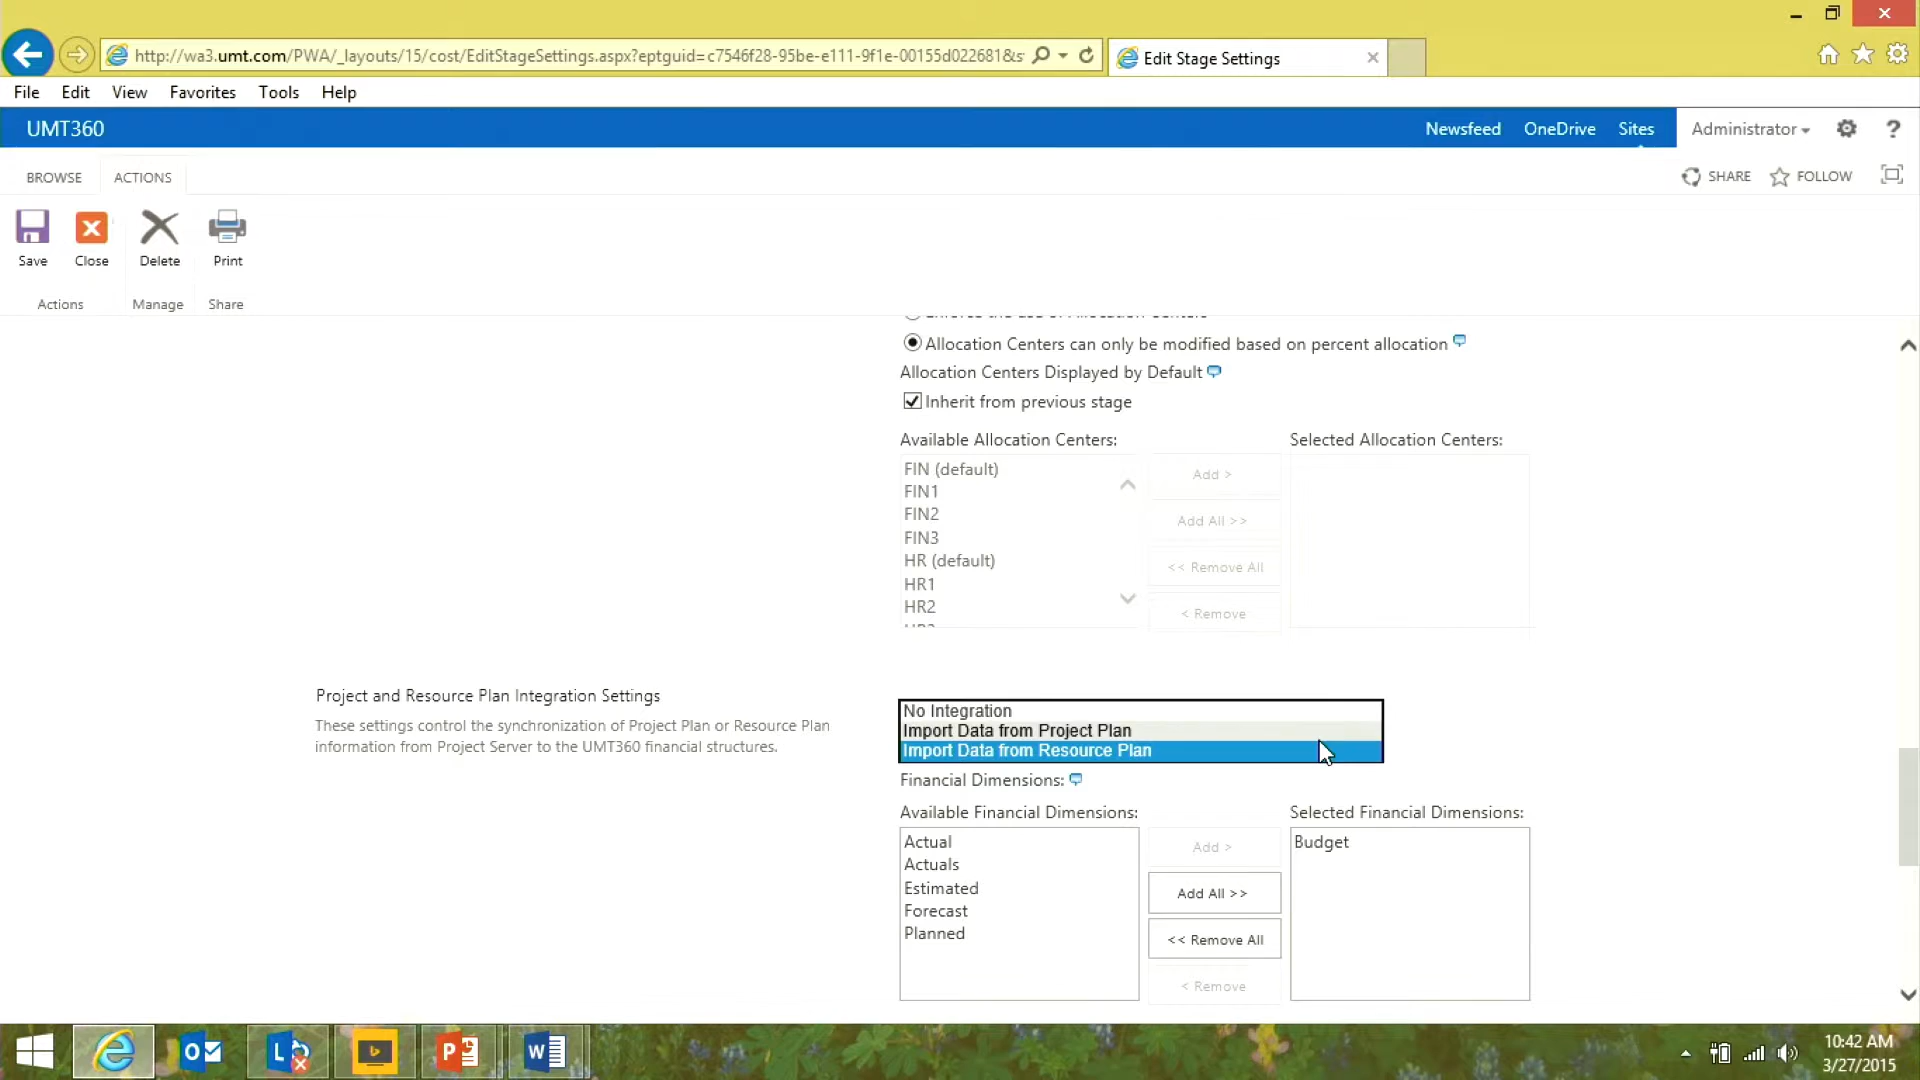 http://wa3.umt.com/PWA/_layouts/15/cost/EditStageSettings.aspx?eptguid=c7546f28-95be-e111-9f1e-00155d022681&s
Edit Stage Settings
File Edit View Favorites Tools Help
UMT360
Newsfeed OneDrive Sites Administrator
BROWSE ACTIONS
SHARE FOLLOW
Save Close Delete Print
Actions Manage Share
Allocation Centers can only be modified based on percent allocation
Allocation Centers Displayed by Default
Inherit from previous stage
Available Allocation Centers:
Selected Allocation Centers:
FIN (default)
FIN1
FIN2
FIN3
HR (default)
HR1
HR2
Add >
Add All >>
<< Remove All
< Remove
Project and Resource Plan Integration Settings
These settings control the synchronization of Project Plan or Resource Plan
information from Project Server to the UMT360 financial structures.
No Integration
Import Data from Project Plan
Import Data from Resource Plan
Financial Dimensions:
Available Financial Dimensions:
Selected Financial Dimensions:
Actual
Actuals
Estimated
Forecast
Planned
Add >
Add All >>
<< Remove All
< Remove
Budget
10:42 AM
3/27/2015